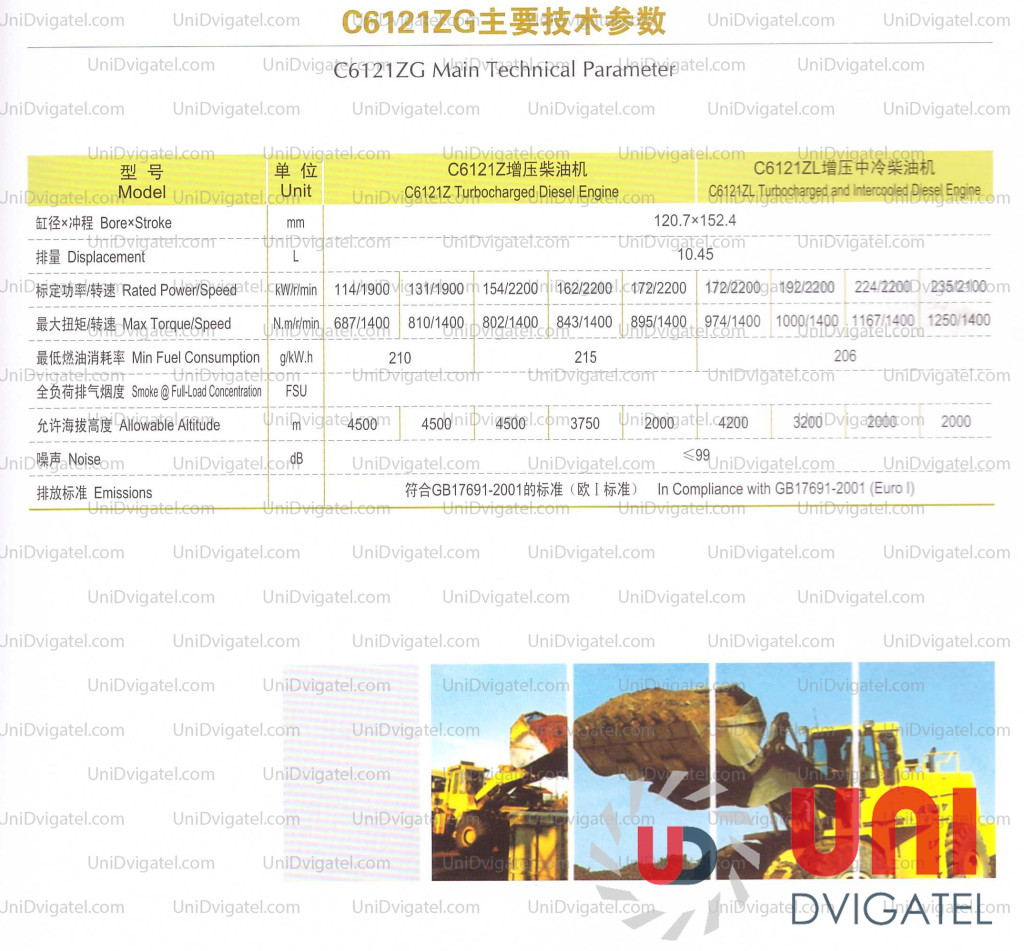 C6121ZG主要技术参数
C6121ZG Main Technical Parameter
型 号 单 位 C6121Z增压柴油机 C6121ZL增压中冷柴油机
Model Unit C6121Z Turbocharged Diesel Engine C6121ZL Turbocharged and Intercooled Diesel Engine
缸径×冲程 Bore×Stroke mm 120.7×152.4
排量 Displacement L 10.45
标定功率/转速 Rated Power/Speed kW/r/min 114/1900 131/1900 154/2200 162/2200 172/2200 172/2200 192/2200 224/2200 235/2100
最大扭矩/转速 Max Torque/Speed N.m/r/min 687/1400 810/1400 802/1400 843/1400 895/1400 974/1400 1000/1400 1167/1400 1250/1400
最低燃油消耗率 Min Fuel Consumption g/kW.h 210 215 206
全负荷排气烟度 Smoke @ Full-Load Concentration FSU
允许海拔高度 Allowable Altitude m 4500 4500 4500 3750 2000 4200 3200 2000 2000
噪声 Noise dB ≤99
排放标准 Emissions 符合GB17691-2001的标准（欧Ⅰ标准） In Compliance with GB17691-2001 (Euro I)
UD UNI
DVIGATEL
UniDvigatel.com